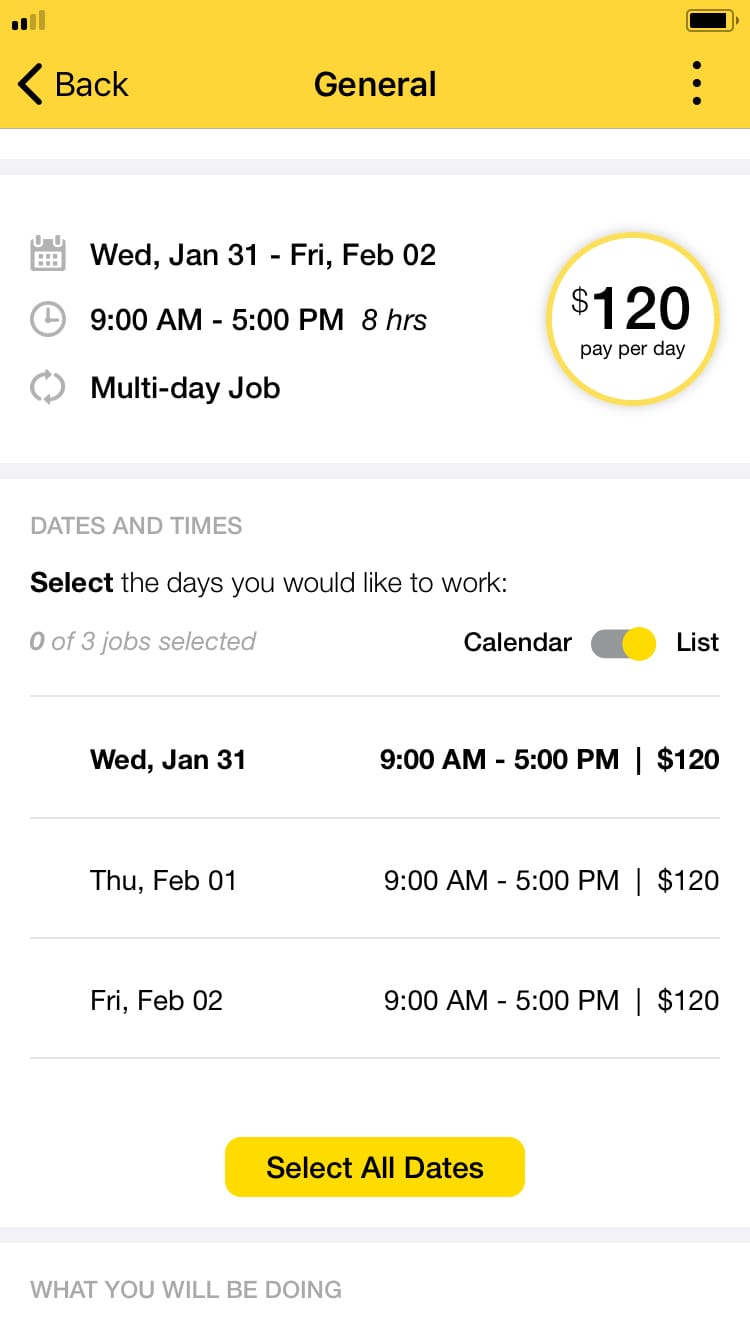 Back
General
Wed, Jan 31 - Fri, Feb 02
9:00 AM - 5:00 PM 8 hrs
Multi-day Job
$120
pay per day
DATES AND TIMES
Select the days you would like to work:
0 of 3 jobs selected
Calendar List
Wed, Jan 31 9:00 AM - 5:00 PM | $120
Thu, Feb 01 9:00 AM - 5:00 PM | $120
Fri, Feb 02 9:00 AM - 5:00 PM | $120
Select All Dates
WHAT YOU WILL BE DOING